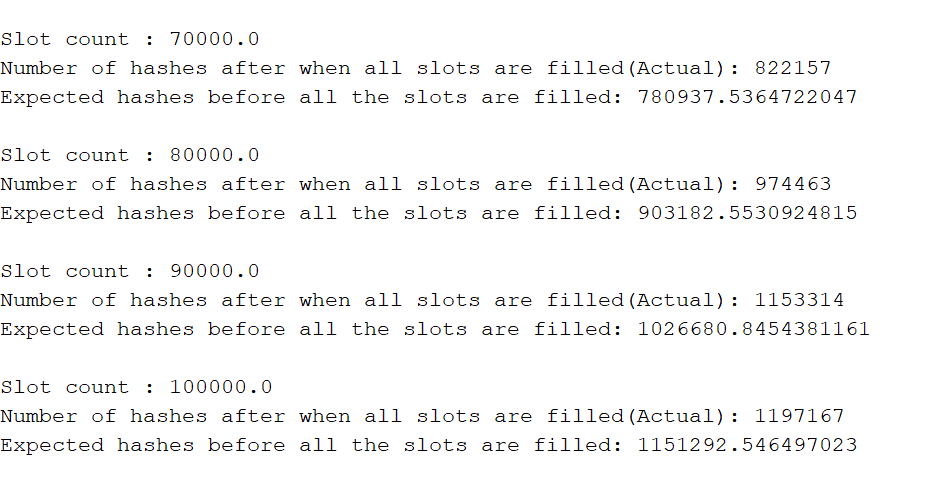 Slot count : 70000.0
Number of hashes after when all slots are filled(Actual): 822157
Expected hashes before all the slots are filled: 780937.5364722047
Slot count : 80000.0
Number of hashes after when all slots are filled(Actual): 974463
Expected hashes before all the slots are filled: 903182.5530924815
Slot count : 90000.0
Number of hashes after when all slots are filled(Actual): 1153314
Expected hashes before all the slots are filled: 1026680.8454381161
Slot count : 100000.0
Number of hashes after when all slots are filled(Actual): 1197167
Expected hashes before all the slots are filled: 1151292.546497023